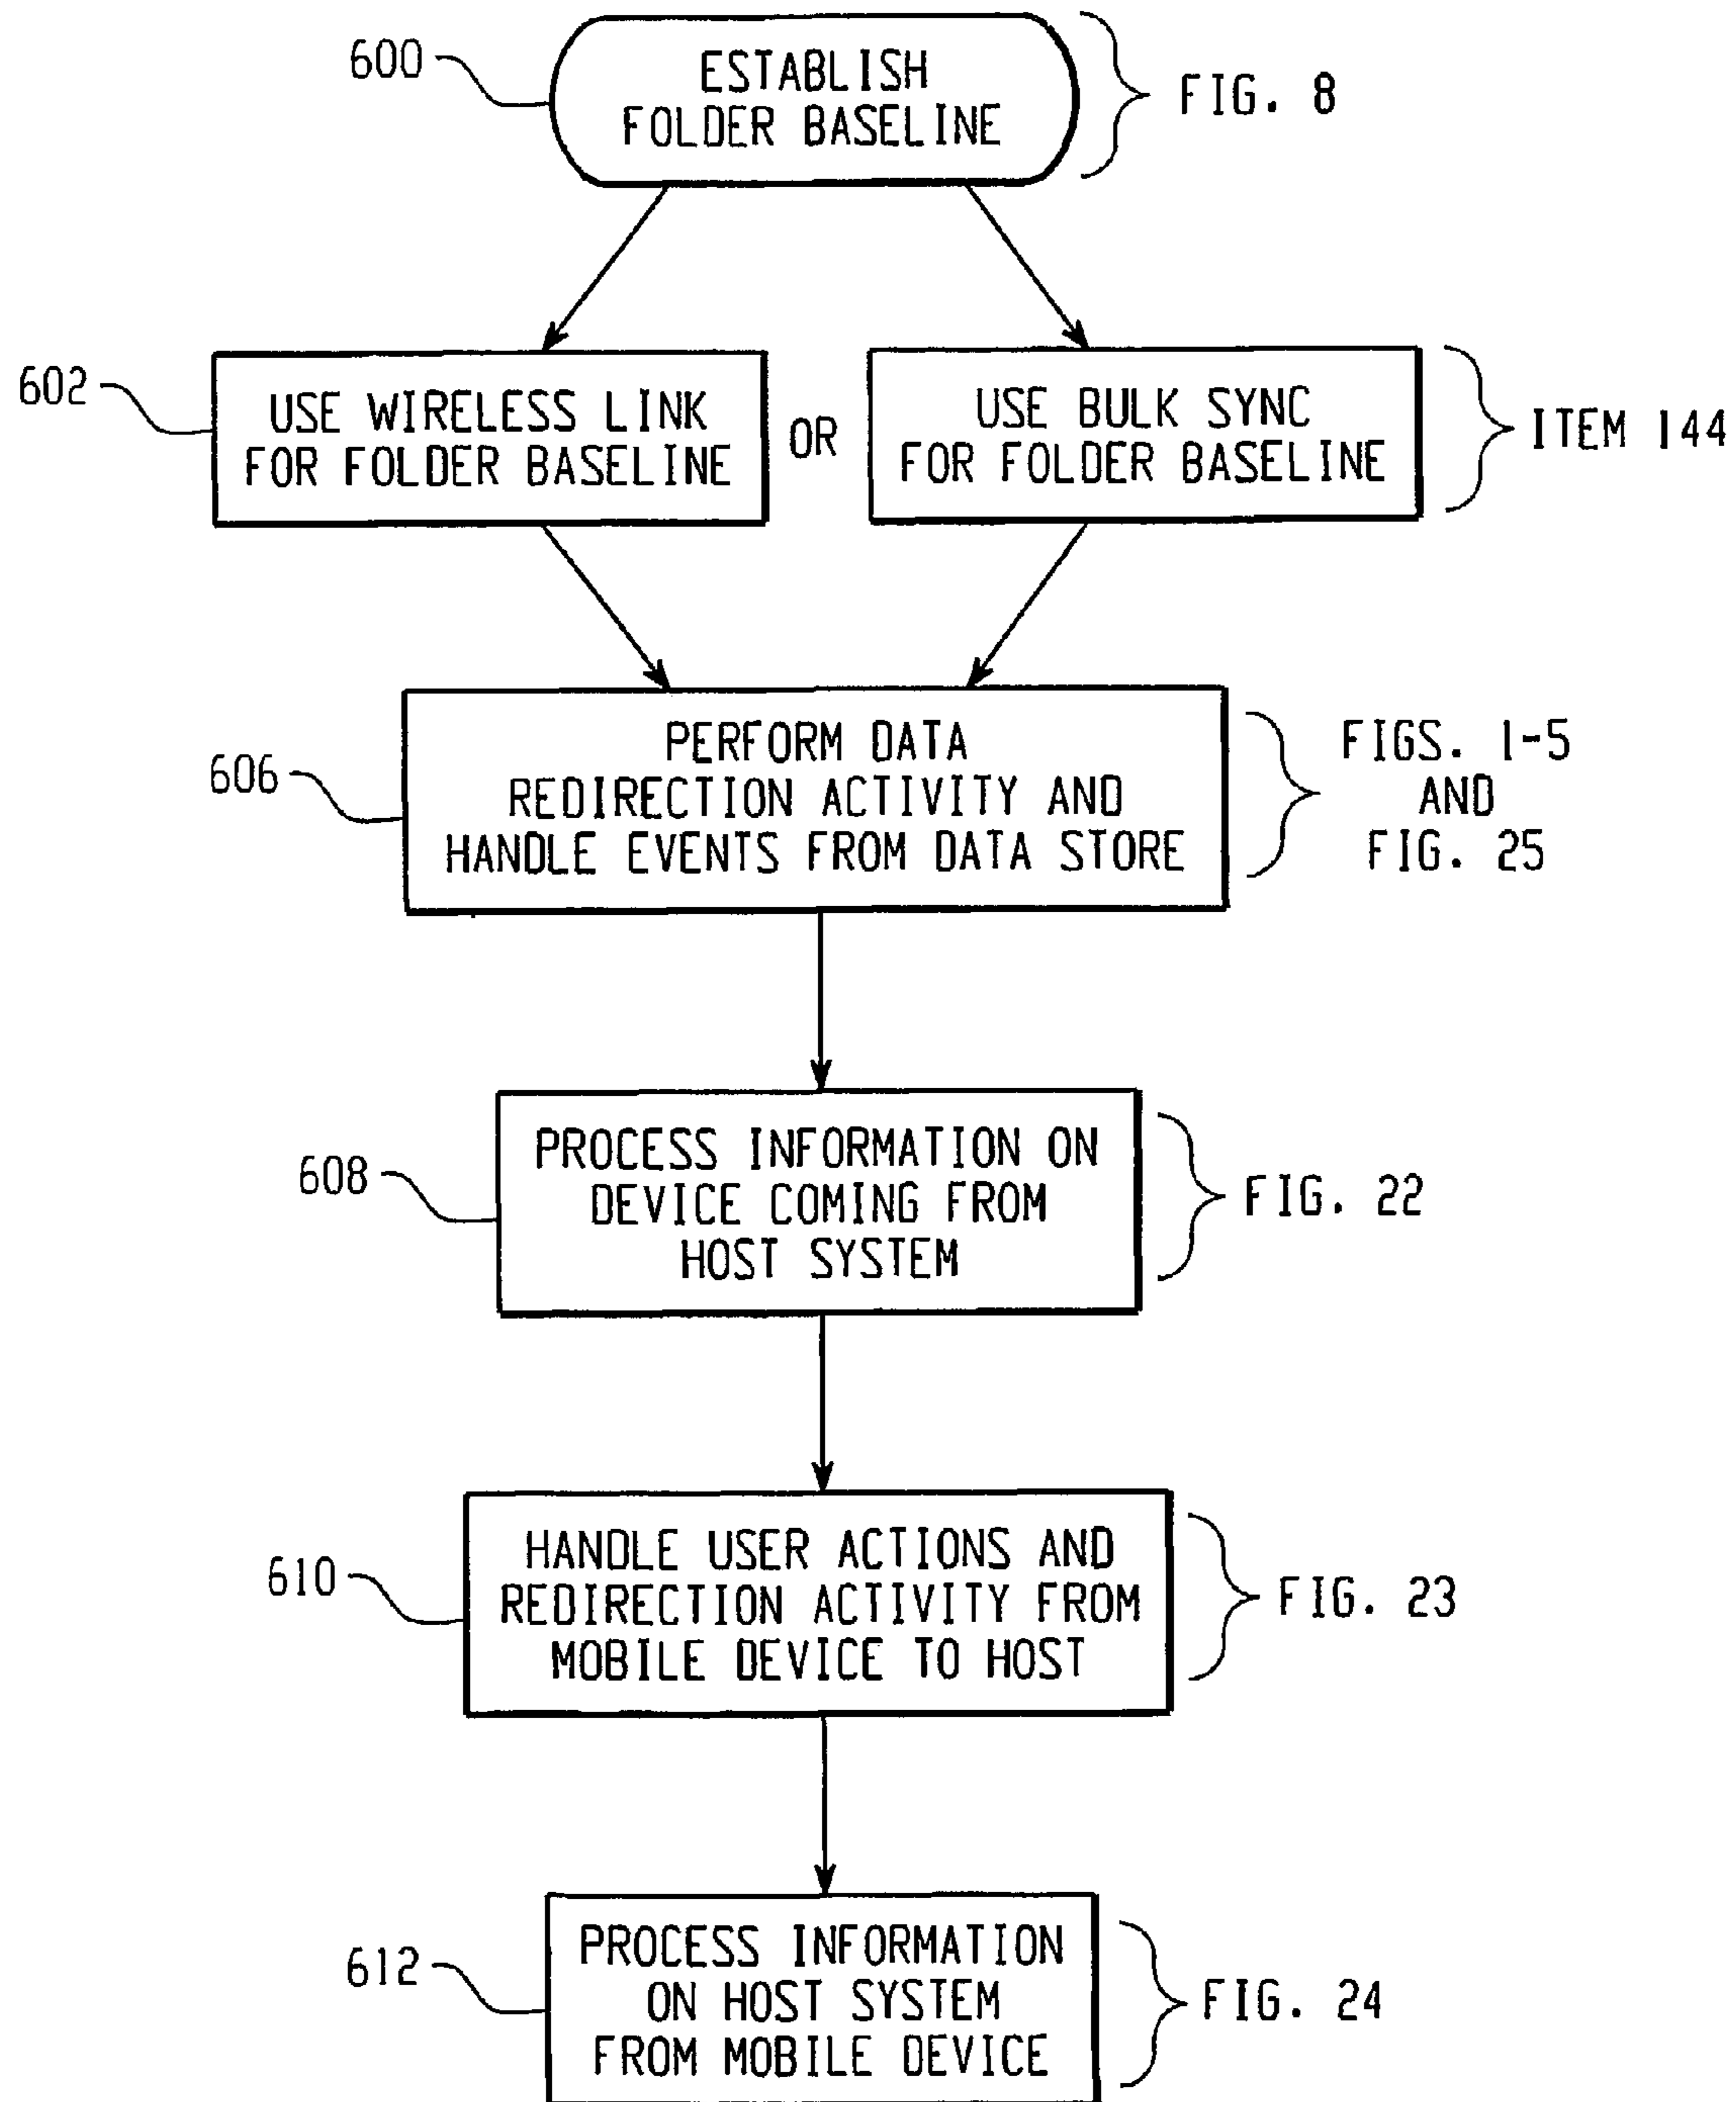 600
ESTABLISH
FOLDER BASELINE
FIG. 8
602
USE WIRELESS LINK
FOR FOLDER BASELINE
OR
USE BULK SYNC
FOR FOLDER BASELINE
ITEM 144
606
PERFORM DATA
REDIRECTION ACTIVITY AND
HANDLE EVENTS FROM DATA STORE
FIGS. 1-5
AND
FIG. 25
608
PROCESS INFORMATION ON
DEVICE COMING FROM
HOST SYSTEM
FIG. 22
610
HANDLE USER ACTIONS AND
REDIRECTION ACTIVITY FROM
MOBILE DEVICE TO HOST
FIG. 23
612
PROCESS INFORMATION
ON HOST SYSTEM
FROM MOBILE DEVICE
FIG. 24